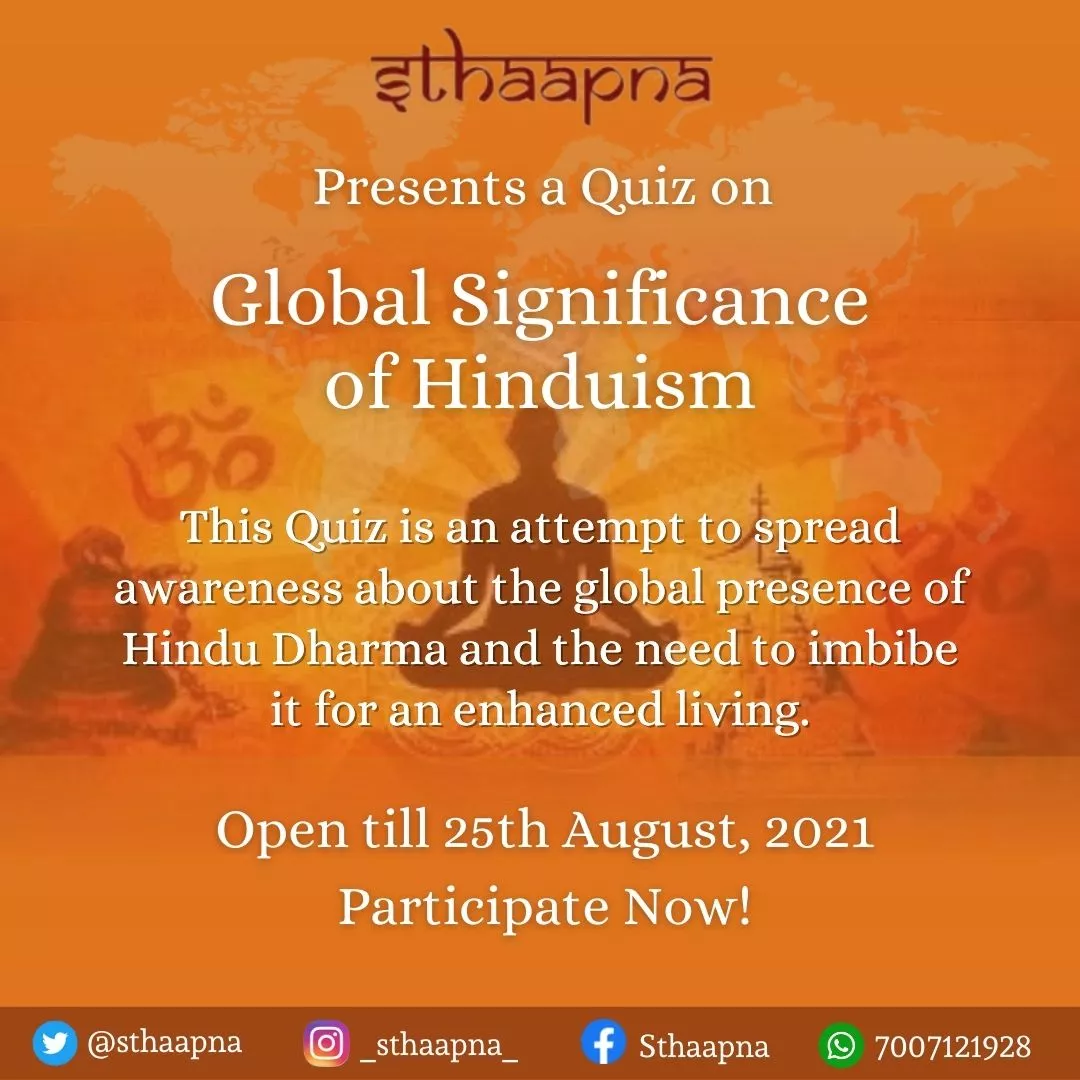 sthaapna
Presents a Quiz on
Global Significance
of Hinduism
This Quiz is an attempt to spread
awareness about the global presence of
Hindu Dharma and the need to imbibe
it for an enhanced living.
Open till 25th August, 2021
Participate Now!
@sthaapna _sthaapna_ Sthaapna 7007121928
ॐ
ॐ